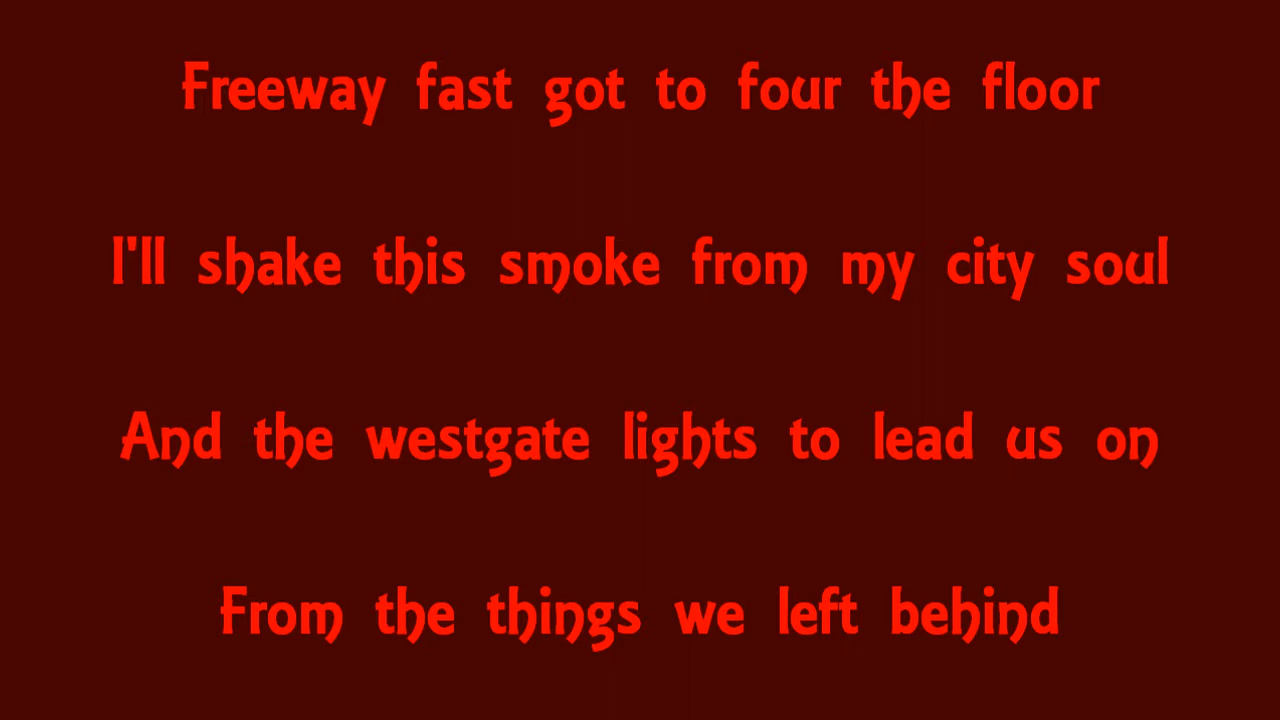 Freeway fast got to four the floor
I'll shake this smoke from my city soul
And the westgate lights to lead us on
From the things we left behind